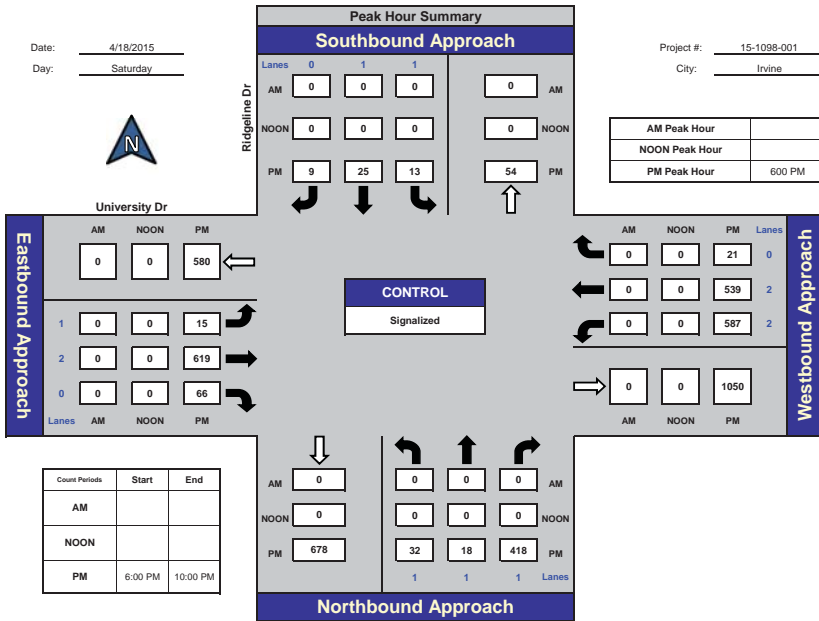 Peak Hour Summary
Southbound Approach
Date: 4/18/2015
Day: Saturday
Project #: 15-1098-001
City: Irvine
N
Ridgeline Dr
Lanes 0 1 1
AM 0 0 0 0 AM
NOON 0 0 0 0 NOON
PM 9 25 13 54 PM
AM Peak Hour
NOON Peak Hour
PM Peak Hour 600 PM
University Dr
Eastbound Approach
AM NOON PM
0 0 580
1 0 0 15
2 0 0 619
0 0 0 66
Lanes AM NOON PM
CONTROL
Signalized
AM NOON PM Lanes
0 0 21 0
0 0 539 2
0 0 587 2
0 0 1050
AM NOON PM
Westbound Approach
Count Periods Start End
AM
NOON
PM 6:00 PM 10:00 PM
AM 0 0 0 0 AM
NOON 0 0 0 0 NOON
PM 678 32 18 418 PM
1 1 1 Lanes
Northbound Approach